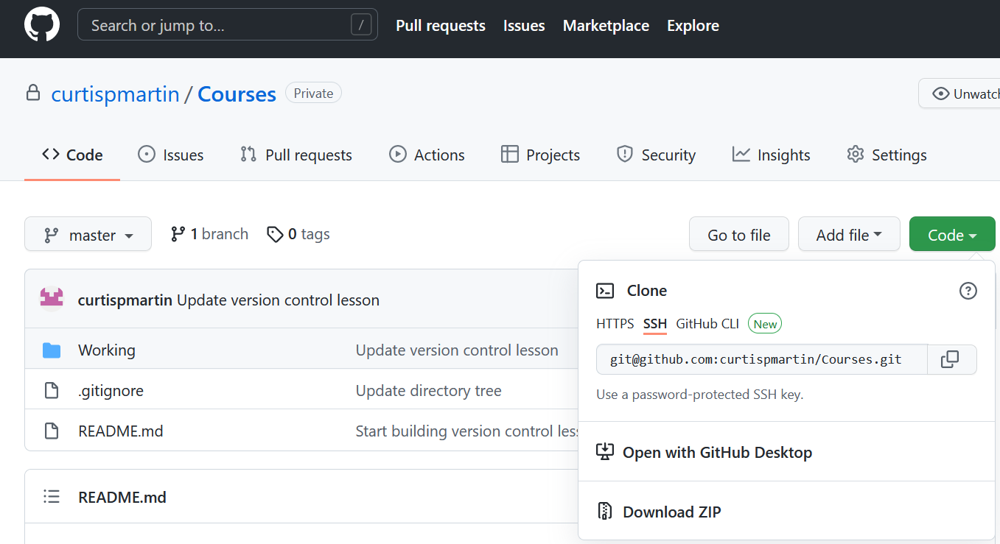 Search or jump to... / Pull requests Issues Marketplace Explore
curtispmartin / Courses Private Unwatch
Code Issues Pull requests Actions Projects Security Insights Settings
master 1 branch 0 tags Go to file Add file Code
curtispmartin Update version control lesson
Working Update version control lesson
.gitignore Update directory tree
README.md Start building version control less
README.md
Clone
HTTPS SSH GitHub CLI New
git@github.com:curtispmartin/Courses.git
Use a password-protected SSH key.
Open with GitHub Desktop
Download ZIP